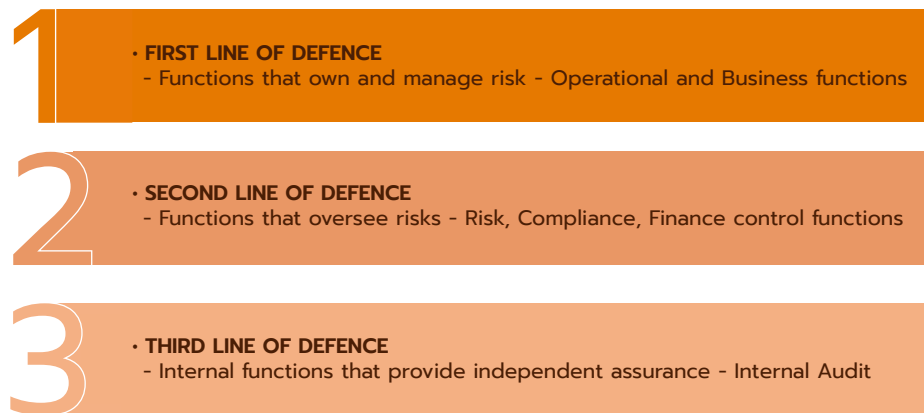 1
• FIRST LINE OF DEFENCE
- Functions that own and manage risk - Operational and Business functions
2
• SECOND LINE OF DEFENCE
- Functions that oversee risks - Risk, Compliance, Finance control functions
3
• THIRD LINE OF DEFENCE
- Internal functions that provide independent assurance - Internal Audit